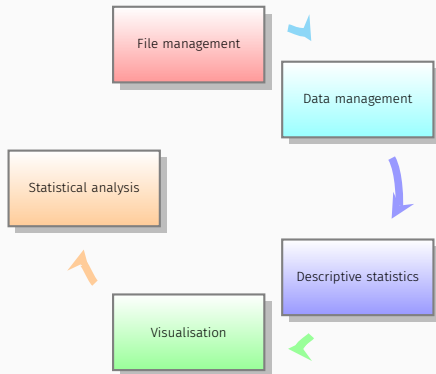 File management
Data management
Descriptive statistics
Visualisation
Statistical analysis